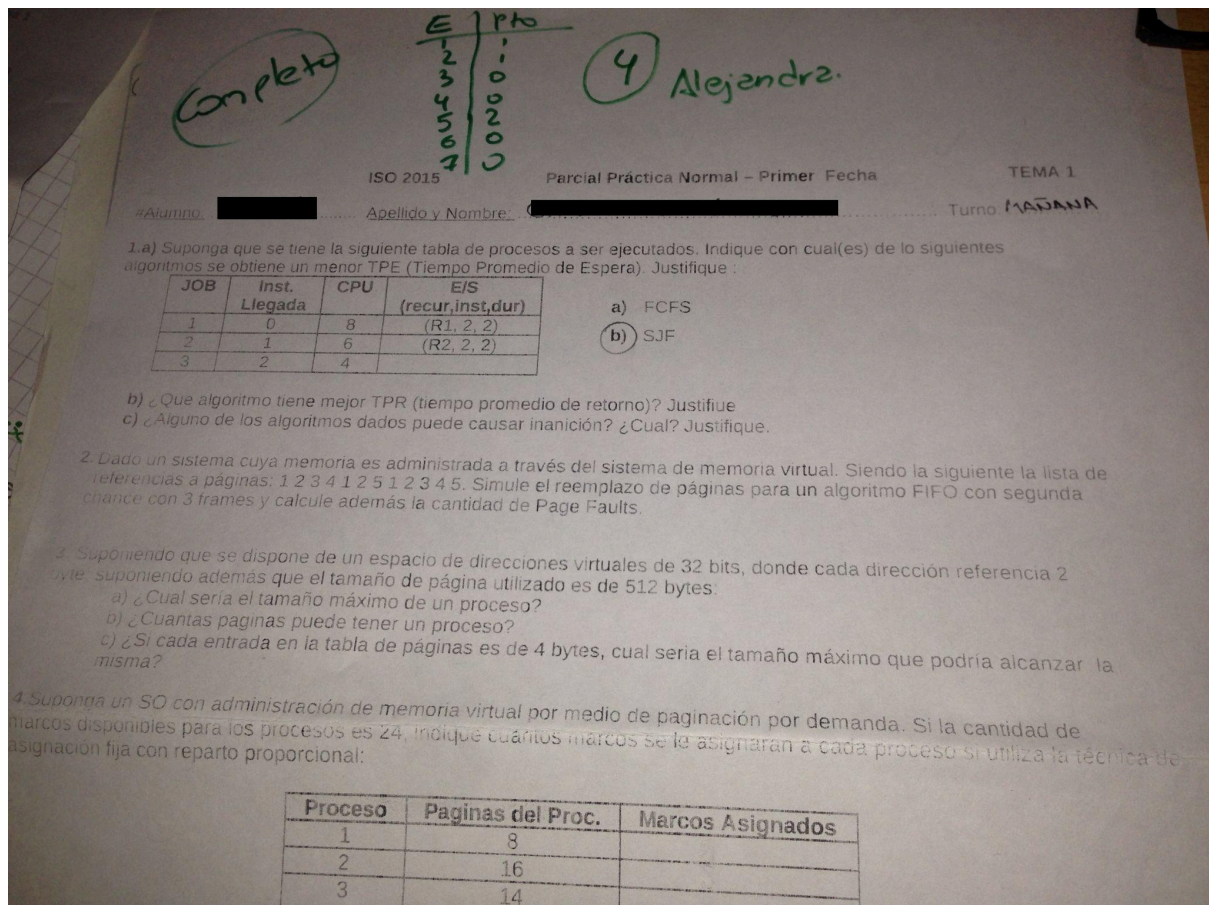 Completo
E Pto
1 1
2 1
3 0
4 0
5 2
6 0
7 0
4 Alejandra.
ISO 2015 Parcial Práctica Normal – Primer Fecha TEMA 1
#Alumno: Apellido y Nombre: Turno MAÑANA
1.a) Suponga que se tiene la siguiente tabla de procesos a ser ejecutados. Indique con cual(es) de lo siguientes
algoritmos se obtiene un menor TPE (Tiempo Promedio de Espera). Justifique :
JOB Inst. Llegada CPU E/S (recur,inst,dur)
1 0 8 (R1, 2, 2)
2 1 6 (R2, 2, 2)
3 2 4
a) FCFS
b) SJF
b) ¿Que algoritmo tiene mejor TPR (tiempo promedio de retorno)? Justifiue
c) ¿Alguno de los algoritmos dados puede causar inanición? ¿Cual? Justifique.
2. Dado un sistema cuya memoria es administrada a través del sistema de memoria virtual. Siendo la siguiente la lista de
referencias a páginas: 1 2 3 4 1 2 5 1 2 3 4 5. Simule el reemplazo de páginas para un algoritmo FIFO con segunda
chance con 3 frames y calcule además la cantidad de Page Faults.
3. Suponiendo que se dispone de un espacio de direcciones virtuales de 32 bits, donde cada dirección referencia 2
byte, suponiendo además que el tamaño de página utilizado es de 512 bytes:
a) ¿Cual sería el tamaño máximo de un proceso?
b) ¿Cuantas paginas puede tener un proceso?
c) ¿Si cada entrada en la tabla de páginas es de 4 bytes, cual seria el tamaño máximo que podría alcanzar la
misma?
4.Suponga un SO con administración de memoria virtual por medio de paginación por demanda. Si la cantidad de
marcos disponibles para los procesos es 24, indique cuántos marcos se le asignaran a cada proceso si utiliza la técnica de
asignación fija con reparto proporcional:
Proceso Paginas del Proc. Marcos Asignados
1 8
2 16
3 14